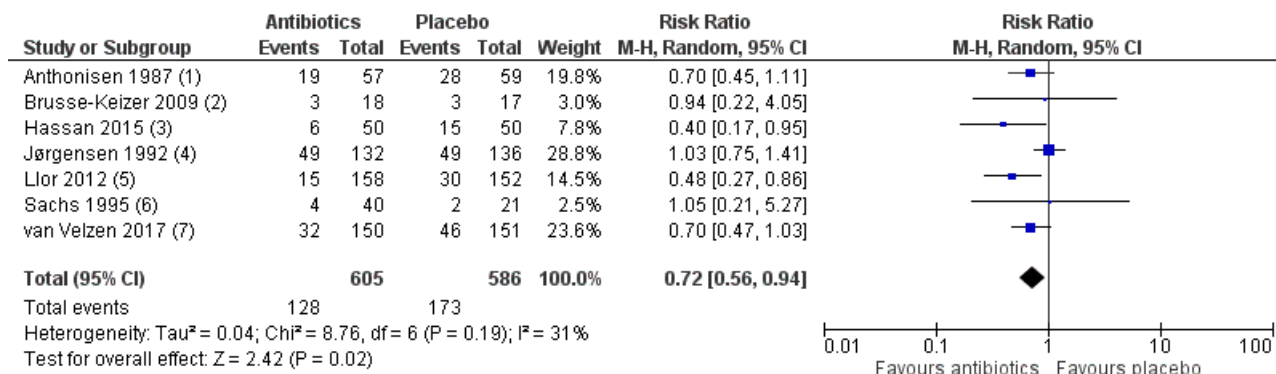 Antibiotics Placebo Risk Ratio Risk Ratio
Study or Subgroup Events Total Events Total Weight M-H, Random, 95% CI M-H, Random, 95% CI
Anthonisen 1987 (1) 19 57 28 59 19.8% 0.70 [0.45, 1.11]
Brusse-Keizer 2009 (2) 3 18 3 17 3.0% 0.94 [0.22, 4.05]
Hassan 2015 (3) 6 50 15 50 7.8% 0.40 [0.17, 0.95]
Jørgensen 1992 (4) 49 132 49 136 28.8% 1.03 [0.75, 1.41]
Llor 2012 (5) 15 158 30 152 14.5% 0.48 [0.27, 0.86]
Sachs 1995 (6) 4 40 2 21 2.5% 1.05 [0.21, 5.27]
van Velzen 2017 (7) 32 150 46 151 23.6% 0.70 [0.47, 1.03]
Total (95% CI) 605 586 100.0% 0.72 [0.56, 0.94]
Total events 128 173
Heterogeneity: Tau² = 0.04; Chi² = 8.76, df = 6 (P = 0.19); I² = 31%
Test for overall effect: Z = 2.42 (P = 0.02)
0.01 0.1 1 10 100
Favours antibiotics Favours placebo